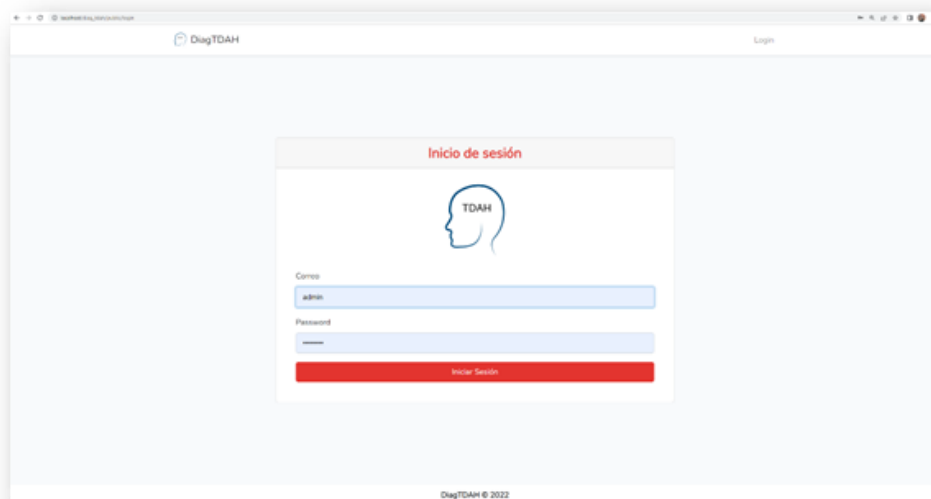 DiagTDAH
Login
Inicio de sesión
TDAH
Correo
admin
Password
Iniciar Sesión
DiagTDAH © 2022